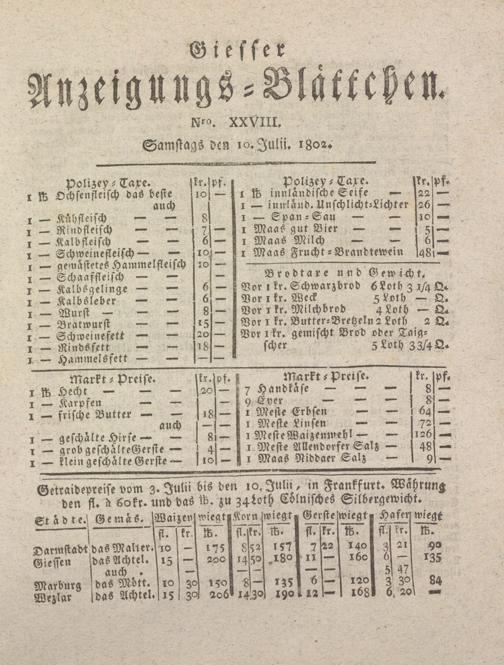 Giesser
Anzeigungs-Blättchen.
Nro. XXVIII.
Samstags den 10. Julii. 1802.
Polizey-Taxe. kr. pf.
1 ℔ Ochsenfleisch das beste 10 —
auch
1 — Kühfleisch — — 8
1 — Rindfleisch — — 7 —
1 — Kalbfleisch — — 6 —
1 — Schweinefleisch — 10 —
1 — gewästetes Hammelfleisch 10 —
1 — Schaaffleisch — —
1 — Kalbsgelinge — — 6 —
1 — Kalbsleber — — 6 —
1 — Wurst — — 8 —
1 — Bratwurst — — 15 —
1 — Schweinefett — — 20 —
1 — Rindsfett — — 18 —
1 — Hammelsfett — — —
Polizey-Taxe. kr. pf.
1 ℔ innländische Seife — 22 —
1 — innländ. Unschlicht-Lichter 26 —
1 — Span-Sau — — 10 —
1 Maas gut Bier — — 5 —
1 Maas Milch — — 6 —
1 Maas Frucht-Brandtewein 48 —
Brodtaxe und Gewicht.
Vor 1 kr. Schwarzbrod 6 Loth 3 1/4 Q.
Vor 1 kr. Weck 5 Loth — Q.
Vor 1 kr. Milchbrod 4 Loth — Q.
Vor 1 kr. Butter-Bretzeln 2 Loth 2 Q.
Vor 1 kr. gemischt Brod oder Taig-
scher 5 Loth 3 3/4 Q.
Markt-Preise. kr. pf.
1 ℔ Hecht — — 20 —
1 — Karpfen — —
1 — frische Butter — — 18
auch —
1 — geschälte Hirse — — 8
1 — grob geschälte Gerste — 4
1 — klein geschälte Gerste — 10 —
Markt-Preise. kr. pf.
7 Handkäse — — 8 —
9 Eyer — — 8 —
1 Meste Erbsen — 64 —
1 Meste Linsen — 72 —
1 Meste Waizenmehl — 126 —
1 Meste Allendorfer Salz — 48 —
1 Maas Niddaer Salz — 9 —
Getraidepreise vom 3. Julii bis den 10. Julii, in Frankfurt. Währung
den fl. à 60 kr. und das ℔. zu 34 Loth Cölnisches Silbergewicht.
Städte. Gemäs. Waizen wiegt Korn wiegt Gerste wiegt Hafer wiegt
fl. kr. fl. kr. fl. kr. fl. kr.
Darmstadt das Malter. 10 — 175 8 52 157 7 22 140 3 21 90
Giessen das Achtel. 15 — 200 14 50 180 11 — 160 6 — 135
auch — — — 5 47
Marburg das Mött. 10 30 150 8 — 135 6 — 120 3 30 84
Wezlar das Achtel. 15 30 206 14 30 190 12 — 168 6 20 —